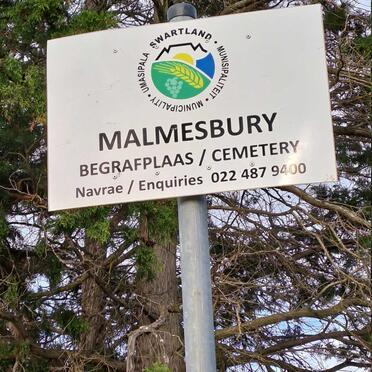 SWARTLAND • MUNISIPALITEIT • MUNICIPALITY • UMASIPALA •
MALMESBURY
BEGRAFPLAAS / CEMETERY
Navrae / Enquiries 022 487 9400